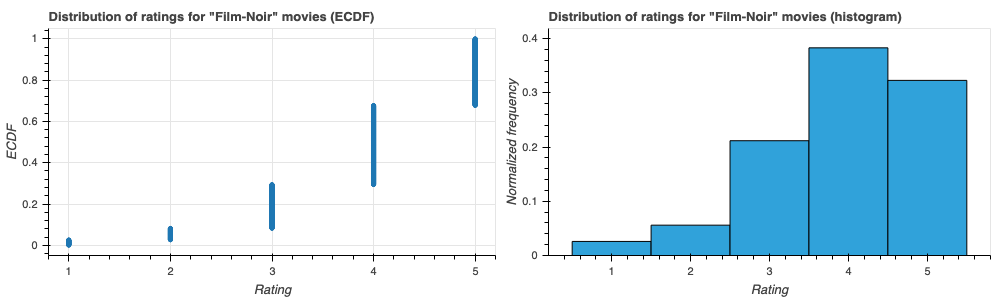 Distribution of ratings for "Film-Noir" movies (ECDF)
1
0.8
0.6
0.4
0.2
0
ECDF
1 2 3 4 5
Rating
Distribution of ratings for "Film-Noir" movies (histogram)
0.4
0.3
0.2
0.1
0
Normalized frequency
1 2 3 4 5
Rating